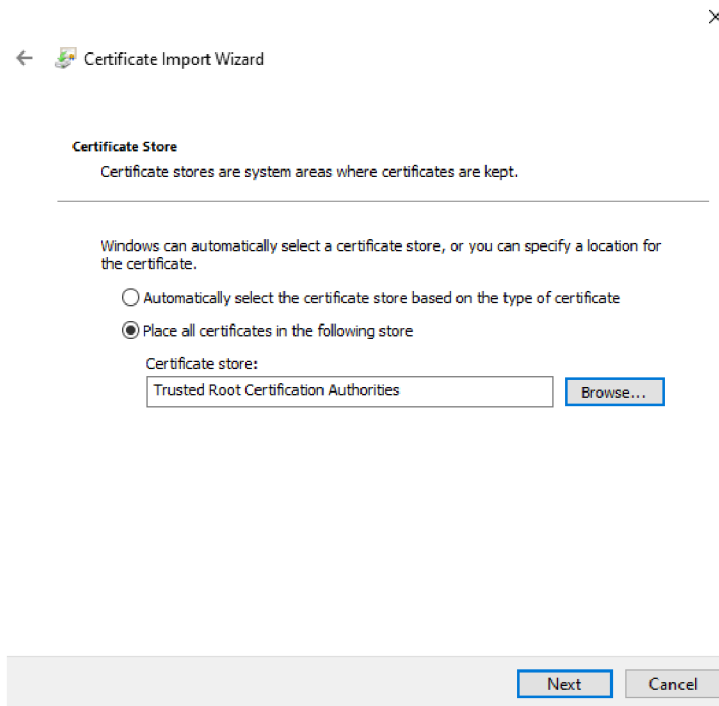 Certificate Import Wizard
Certificate Store
Certificate stores are system areas where certificates are kept.
Windows can automatically select a certificate store, or you can specify a location for
the certificate.
Automatically select the certificate store based on the type of certificate
Place all certificates in the following store
Certificate store:
Trusted Root Certification Authorities
Browse...
Next
Cancel